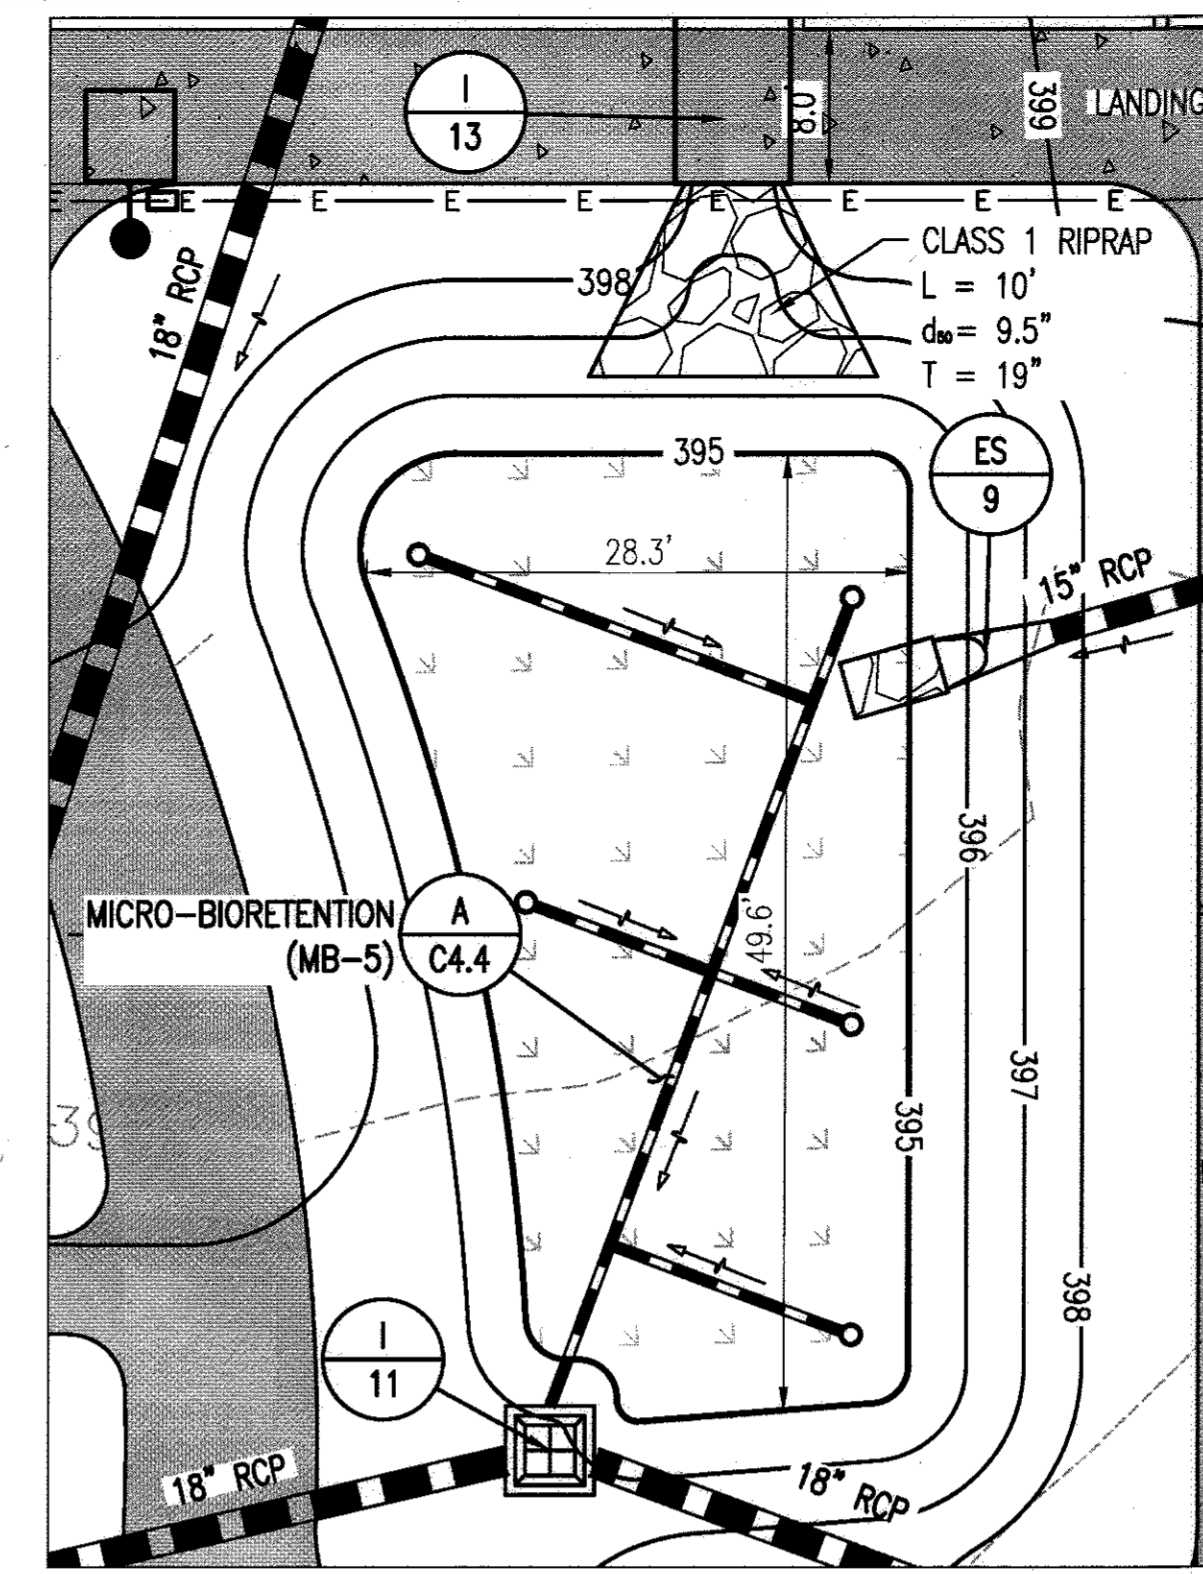 I
13
8.0
399
LANDING
E E E E E E E E E
18" RCP
398
CLASS 1 RIPRAP
L = 10'
d₅₀= 9.5"
T = 19"
395
ES
9
28.3'
15" RCP
396
MICRO-BIORETENTION
(MB-5)
A
C4.4
49.6'
397
395
39
398
I
11
18" RCP
18" RCP